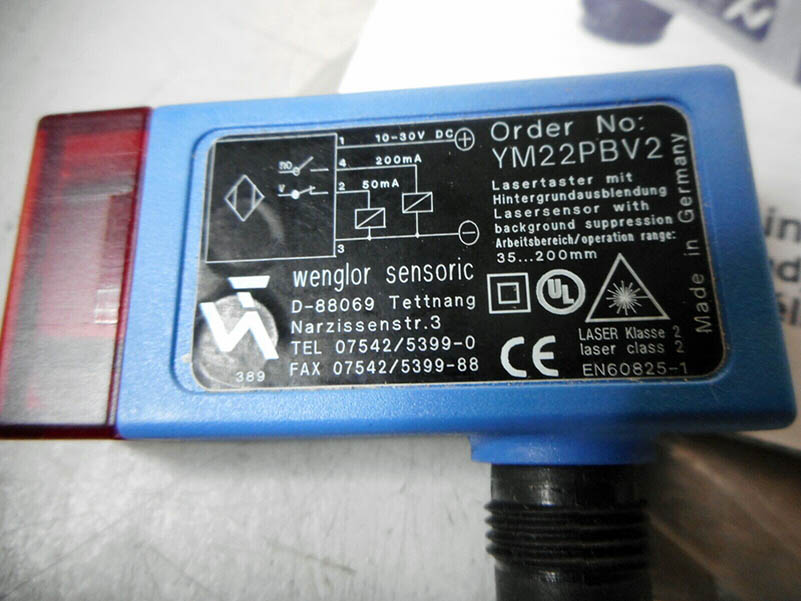 1 10-30V DC
no 4 200mA
v 2 50mA
3
Order No:
YM22PBV2
Lasertaster mit
Hintergrundausblendung
Lasersensor with
background suppression
Arbeitsbereich/operation range:
35...200mm
Made in Germany
wenglor sensoric
D-88069 Tettnang
Narzissenstr.3
TEL 07542/5399-0
FAX 07542/5399-88
389
UL
CE
LASER Klasse 2
laser class 2
EN60825-1